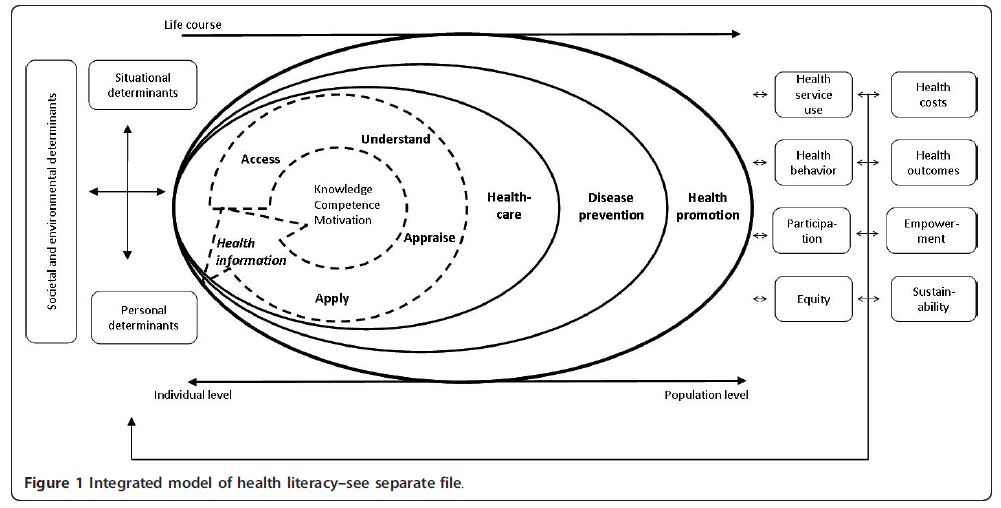 Life course
Societal and environmental determinants
Situational
determinants
Personal
determinants
Access
Understand
Knowledge
Competence
Motivation
Appraise
Health
information
Apply
Health-
care
Disease
prevention
Health
promotion
Health
service
use
Health
costs
Health
behavior
Health
outcomes
Participa-
tion
Empower-
ment
Equity
Sustain-
ability
Individual level
Population level
Figure 1 Integrated model of health literacy–see separate file.